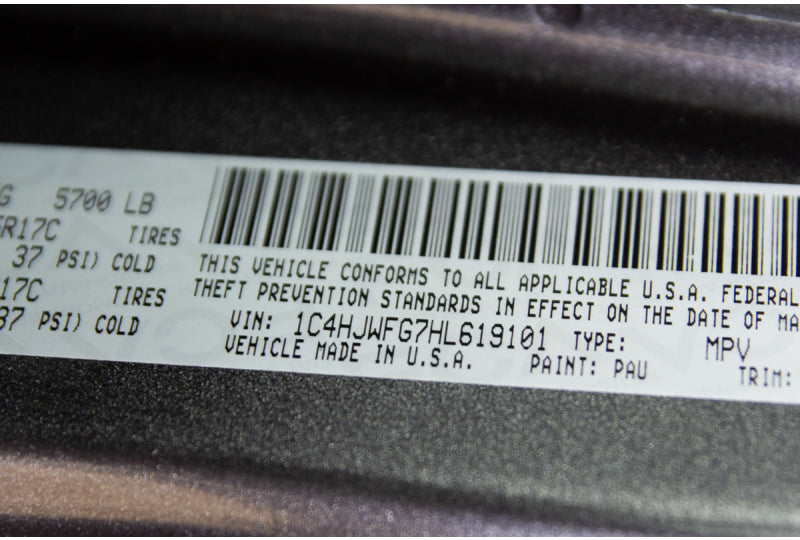 G 5700 LB
R17C TIRES
37 PSI) COLD
17C TIRES
37 PSI) COLD
THIS VEHICLE CONFORMS TO ALL APPLICABLE U.S.A. FEDERAL
THEFT PREVENTION STANDARDS IN EFFECT ON THE DATE OF MA
VIN: 1C4HJWFG7HL619101 TYPE: MPV
VEHICLE MADE IN U.S.A. PAINT: PAU TRIM: